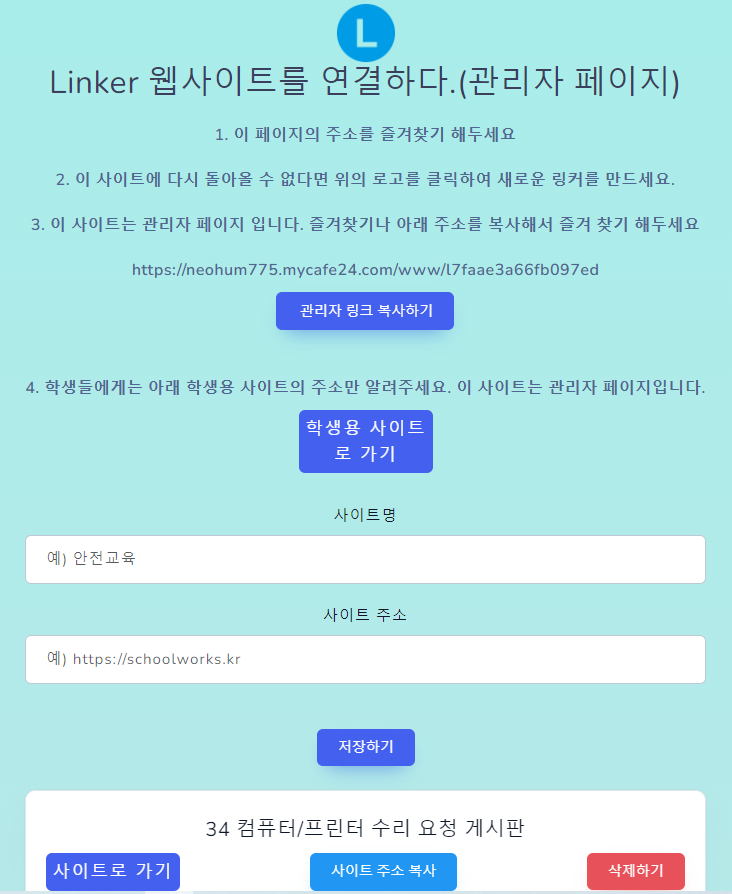 L
Linker 웹사이트를 연결하다.(관리자 페이지)
1. 이 페이지의 주소를 즐겨찾기 해두세요
2. 이 사이트에 다시 돌아올 수 없다면 위의 로고를 클릭하여 새로운 링커를 만드세요.
3. 이 사이트는 관리자 페이지 입니다. 즐겨찾기나 아래 주소를 복사해서 즐겨 찾기 해두세요
https://neohum775.mycafe24.com/www/l7faae3a66fb097ed
관리자 링크 복사하기
4. 학생들에게는 아래 학생용 사이트의 주소만 알려주세요. 이 사이트는 관리자 페이지입니다.
학생용 사이트
로 가기
사이트명
예) 안전교육
사이트 주소
예) https://schoolworks.kr
저장하기
34 컴퓨터/프린터 수리 요청 게시판
사이트로 가기 사이트 주소 복사 삭제하기